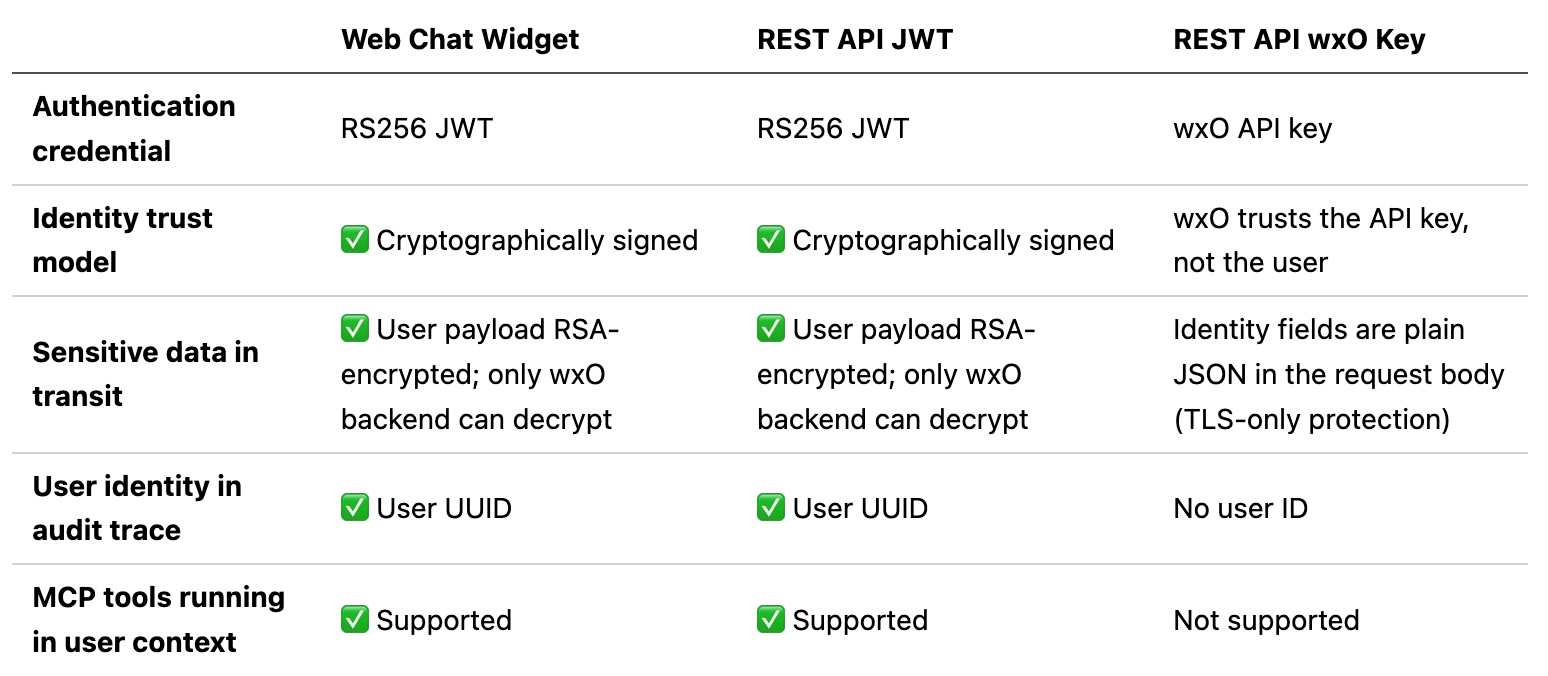 Web Chat Widget REST API JWT REST API wxO Key
Authentication
credential
RS256 JWT
RS256 JWT
wxO API key
Identity trust
model
✅ Cryptographically signed
✅ Cryptographically signed
wxO trusts the API key,
not the user
Sensitive data in
transit
✅ User payload RSA-
encrypted; only wxO
backend can decrypt
✅ User payload RSA-
encrypted; only wxO
backend can decrypt
Identity fields are plain
JSON in the request body
(TLS-only protection)
User identity in
audit trace
✅ User UUID
✅ User UUID
No user ID
MCP tools running
in user context
✅ Supported
✅ Supported
Not supported